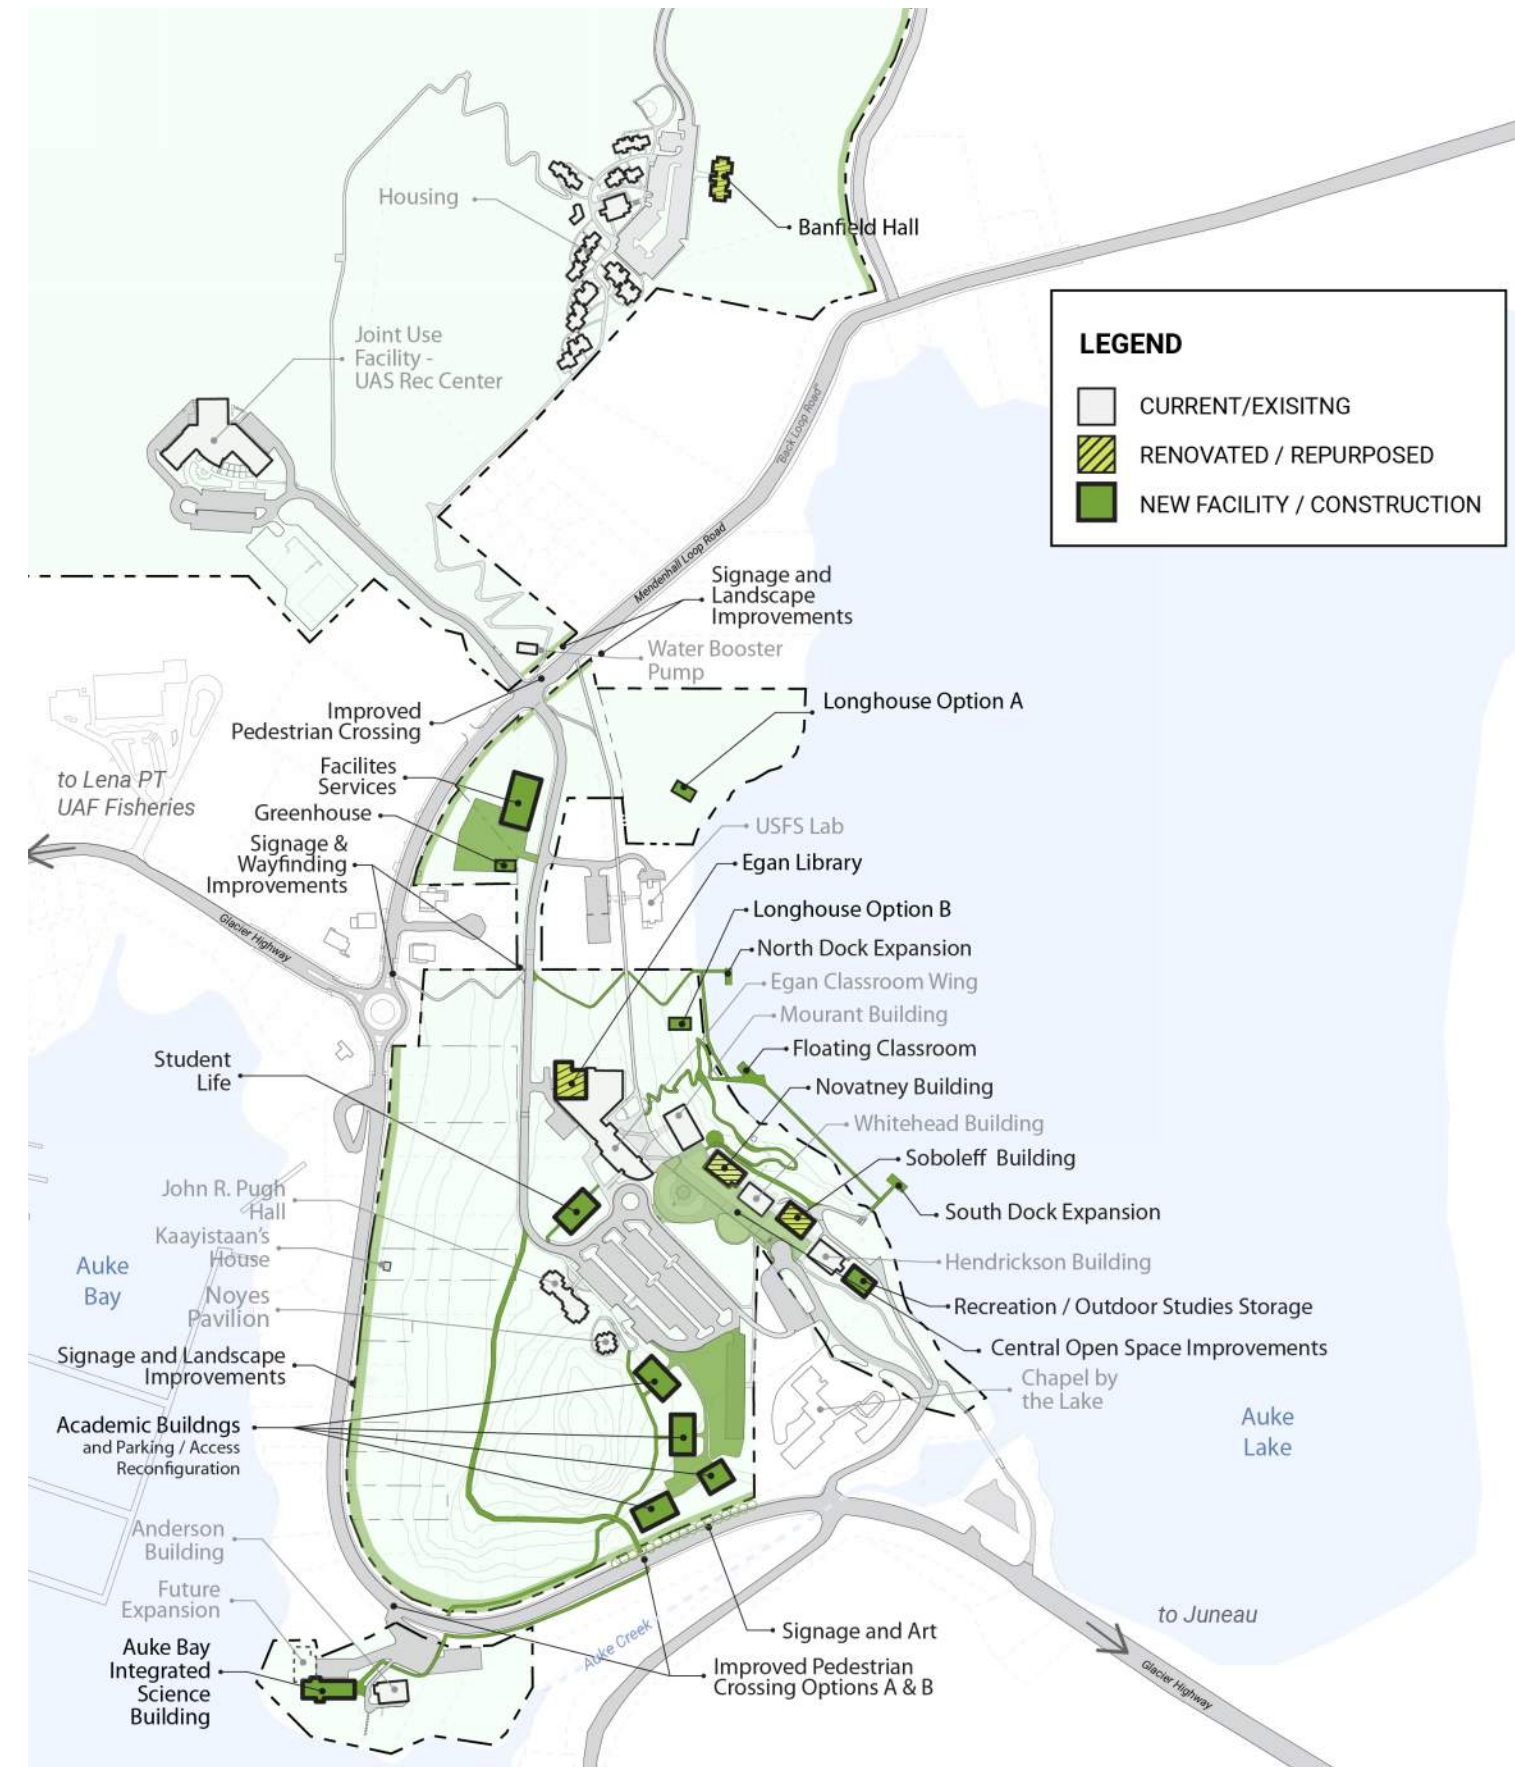 Housing
Banfield Hall
Joint Use
Facility -
UAS Rec Center
"Back Loop Road"
LEGEND
CURRENT/EXISITNG
RENOVATED / REPURPOSED
NEW FACILITY / CONSTRUCTION
Mendenhall Loop Road
Signage and
Landscape
Improvements
Water Booster
Pump
Improved
Pedestrian Crossing
Longhouse Option A
Facilites
Services
to Lena PT
UAF Fisheries
Greenhouse
USFS Lab
Signage &
Wayfinding
Improvements
Egan Library
Longhouse Option B
Glacier Highway
North Dock Expansion
Egan Classroom Wing
Mourant Building
Floating Classroom
Student
Life
Novatney Building
Whitehead Building
Soboleff Building
John R. Pugh
Hall
South Dock Expansion
Kaayistaan's
House
Auke
Bay
Hendrickson Building
Noyes
Pavilion
Recreation / Outdoor Studies Storage
Central Open Space Improvements
Signage and Landscape
Improvements
Chapel by
the Lake
Academic Buildngs
and Parking / Access
Reconfiguration
Auke
Lake
Anderson
Building
Future
Expansion
to Juneau
Signage and Art
Auke Creek
Auke Bay
Integrated
Science
Building
Improved Pedestrian
Crossing Options A & B
Glacier Highway